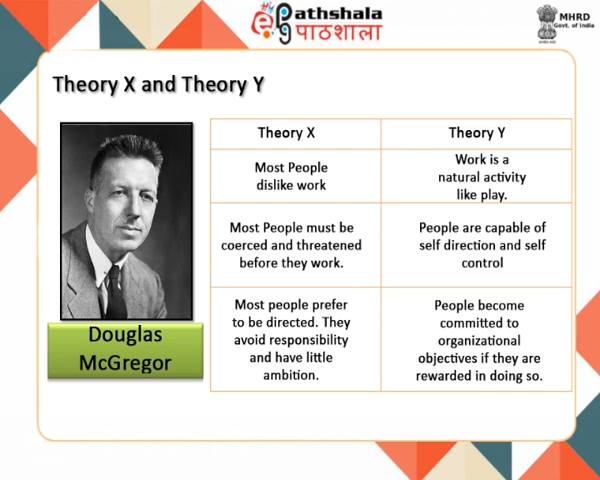 ePathshala
पाठशाला
MHRD
Govt. of India
Theory X and Theory Y
Theory X
Theory Y
Most People
dislike work
Work is a
natural activity
like play.
Most People must be
coerced and threatened
before they work.
People are capable of
self direction and self
control
Most people prefer
to be directed. They
avoid responsibility
and have little
ambition.
People become
committed to
organizational
objectives if they are
rewarded in doing so.
Douglas
McGregor